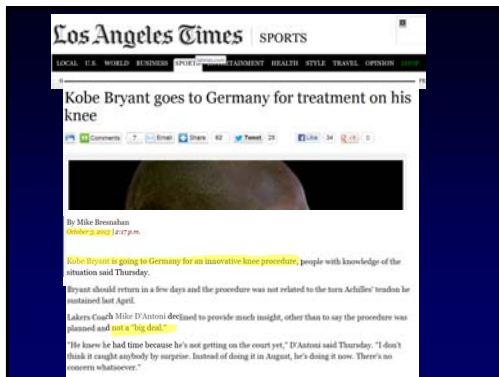 Los Angeles Times | SPORTS
LOCAL U.S. WORLD BUSINESS SPORTS ENTERTAINMENT HEALTH STYLE TRAVEL OPINION SHOP
Kobe Bryant goes to Germany for treatment on his
knee
Comments 7 Email Share 62 Tweet 28 Like 34 +1 0
By Mike Bresnahan
October 3, 2013 | 2:17 p.m.
Kobe Bryant is going to Germany for an innovative knee procedure, people with knowledge of the
situation said Thursday.
Bryant should return in a few days and the procedure was not related to the torn Achilles' tendon he
sustained last April.
Lakers Coach Mike D'Antoni declined to provide much insight, other than to say the procedure was
planned and not a "big deal."
"He knew he had time because he's not getting on the court yet," D'Antoni said Thursday. "I don't
think it caught anybody by surprise. Instead of doing it in August, he's doing it now. There's no
concern whatsoever."